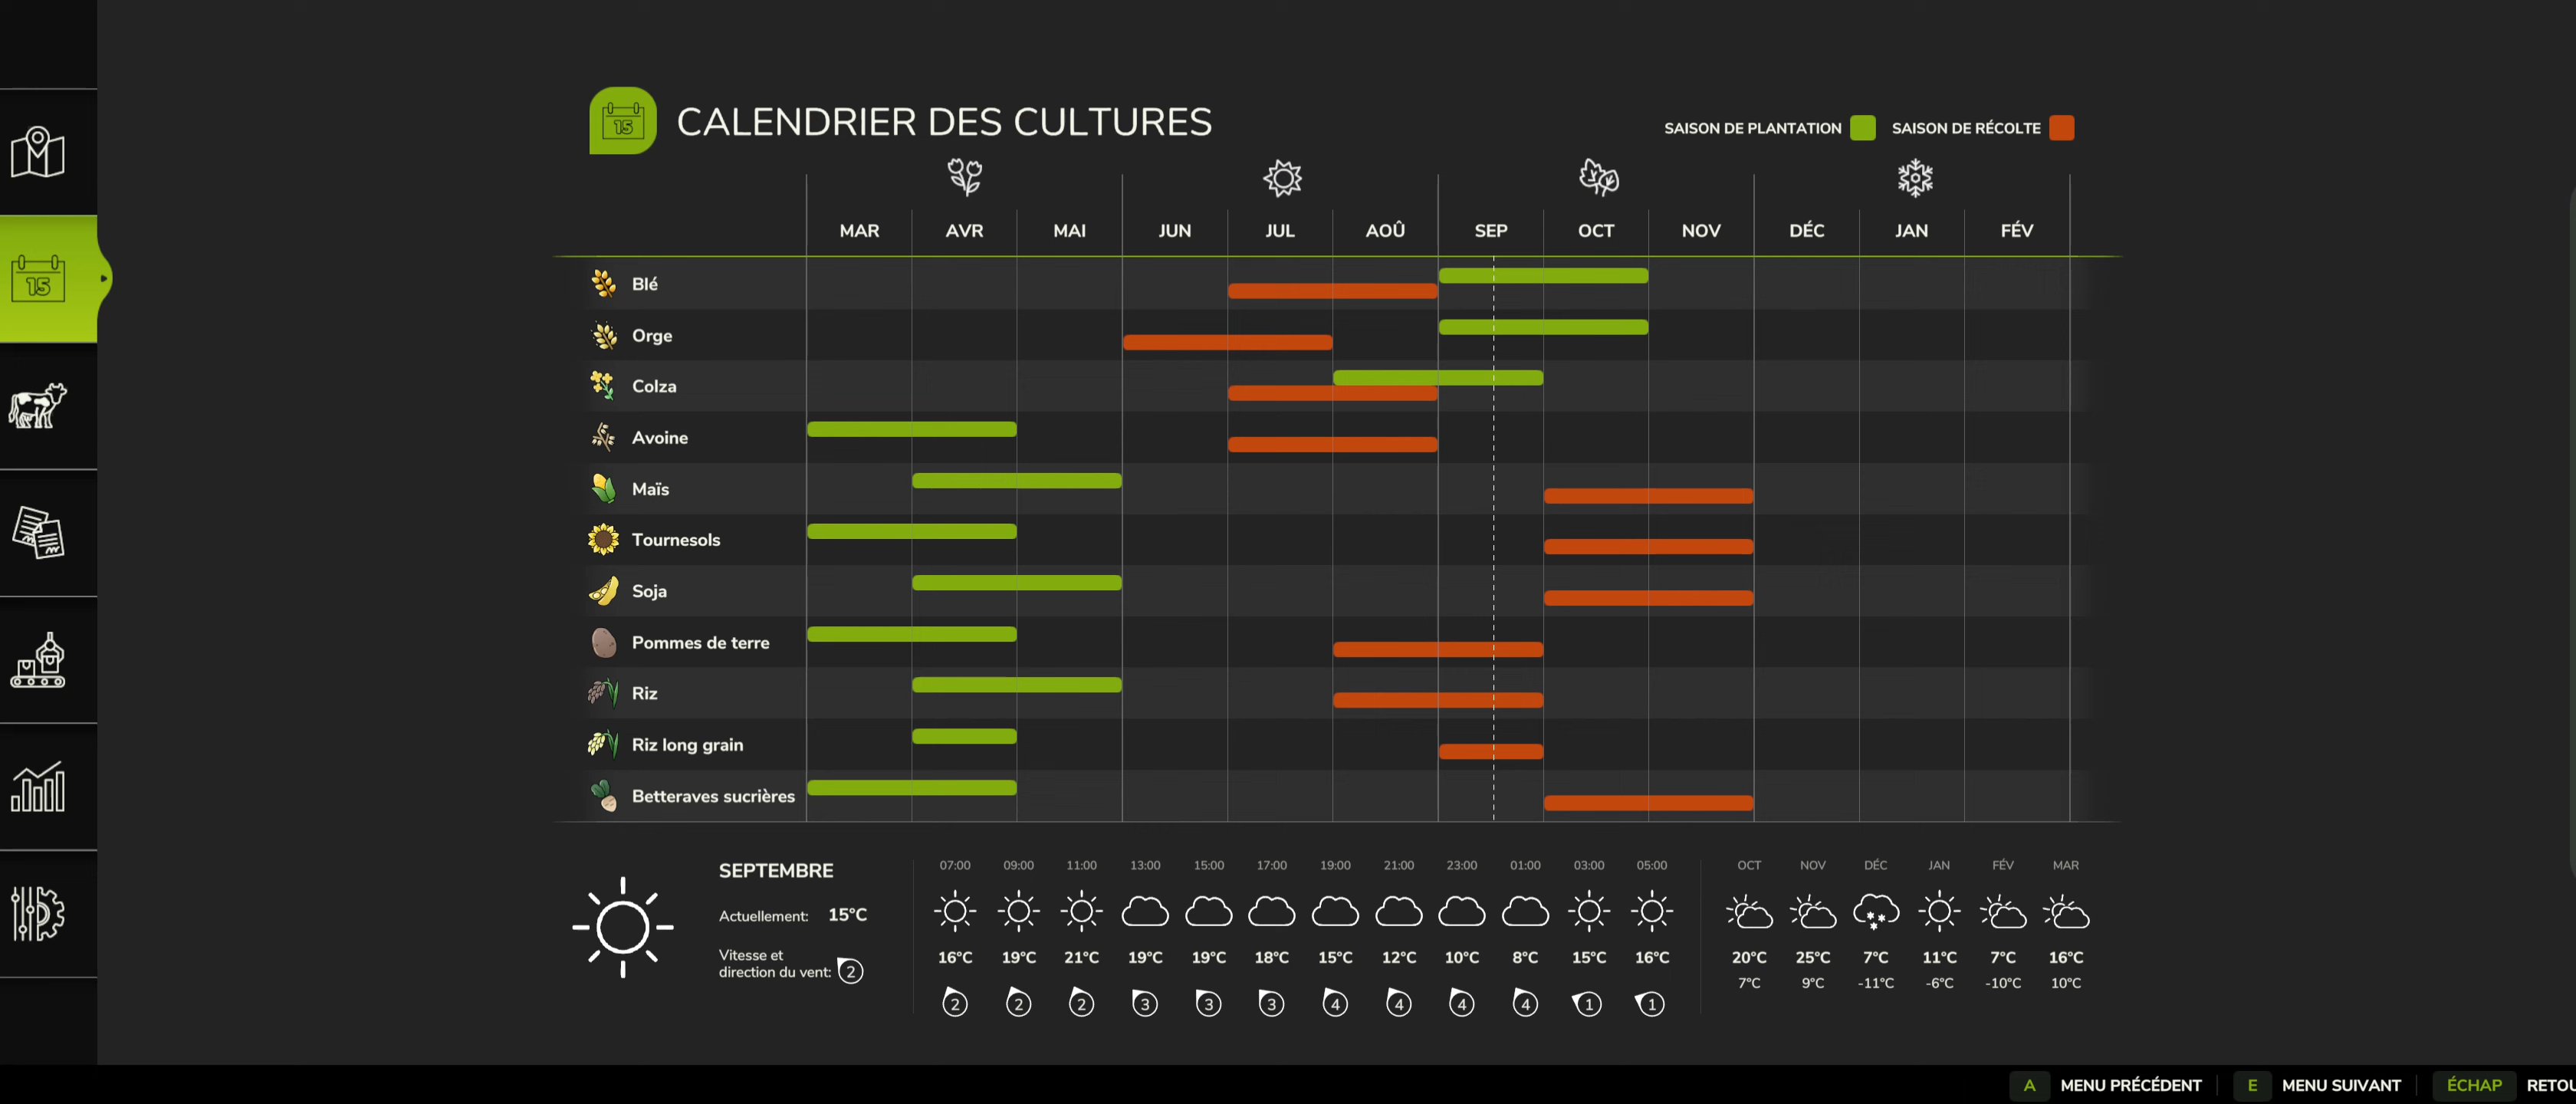 15
CALENDRIER DES CULTURES
SAISON DE PLANTATION SAISON DE RÉCOLTE
MAR AVR MAI JUN JUL AOÛ SEP OCT NOV DÉC JAN FÉV
15
Blé
Orge
Colza
Avoine
Maïs
Tournesols
Soja
Pommes de terre
Riz
Riz long grain
Betteraves sucrières
SEPTEMBRE
Actuellement: 15°C
Vitesse et
direction du vent: 2
07:00 09:00 11:00 13:00 15:00 17:00 19:00 21:00 23:00 01:00 03:00 05:00
16°C 19°C 21°C 19°C 19°C 18°C 15°C 12°C 10°C 8°C 15°C 16°C
2 2 2 3 3 3 4 4 4 4 1 1
OCT NOV DÉC JAN FÉV MAR
20°C 25°C 7°C 11°C 7°C 16°C
7°C 9°C -11°C -6°C -10°C 10°C
A MENU PRÉCÉDENT E MENU SUIVANT ÉCHAP RETOU